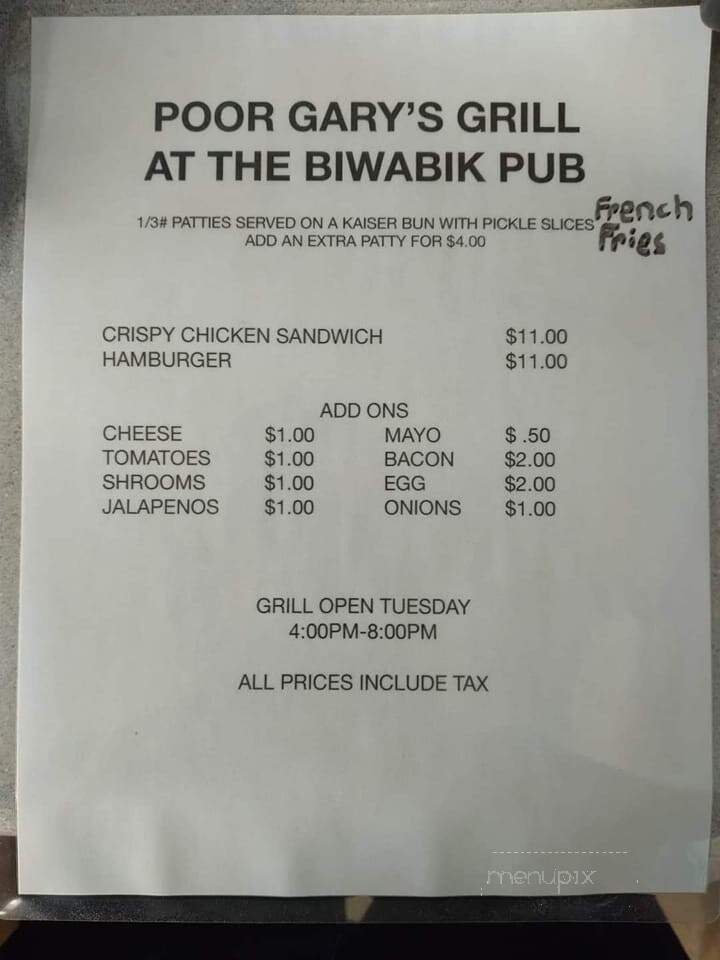 POOR GARY'S GRILL
AT THE BIWABIK PUB
1/3# PATTIES SERVED ON A KAISER BUN WITH PICKLE SLICES French
ADD AN EXTRA PATTY FOR $4.00 Fries
CRISPY CHICKEN SANDWICH $11.00
HAMBURGER $11.00
ADD ONS
CHEESE $1.00 MAYO $ .50
TOMATOES $1.00 BACON $2.00
SHROOMS $1.00 EGG $2.00
JALAPENOS $1.00 ONIONS $1.00
GRILL OPEN TUESDAY
4:00PM-8:00PM
ALL PRICES INCLUDE TAX
menupix